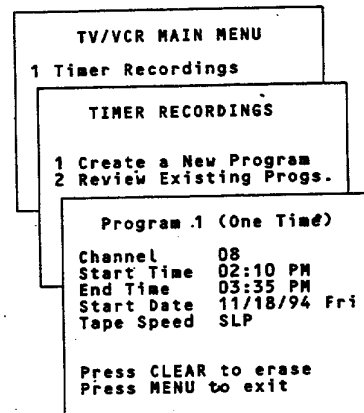 TV/VCR MAIN MENU
1 Timer Recordings
TIMER RECORDINGS
1 Create a New Program
2 Review Existing Progs.
Program 1 (One Time)
Channel 08
Start Time 02:10 PM
End Time 03:35 PM
Start Date 11/18/94 Fri
Tape Speed SLP
Press CLEAR to erase
Press MENU to exit